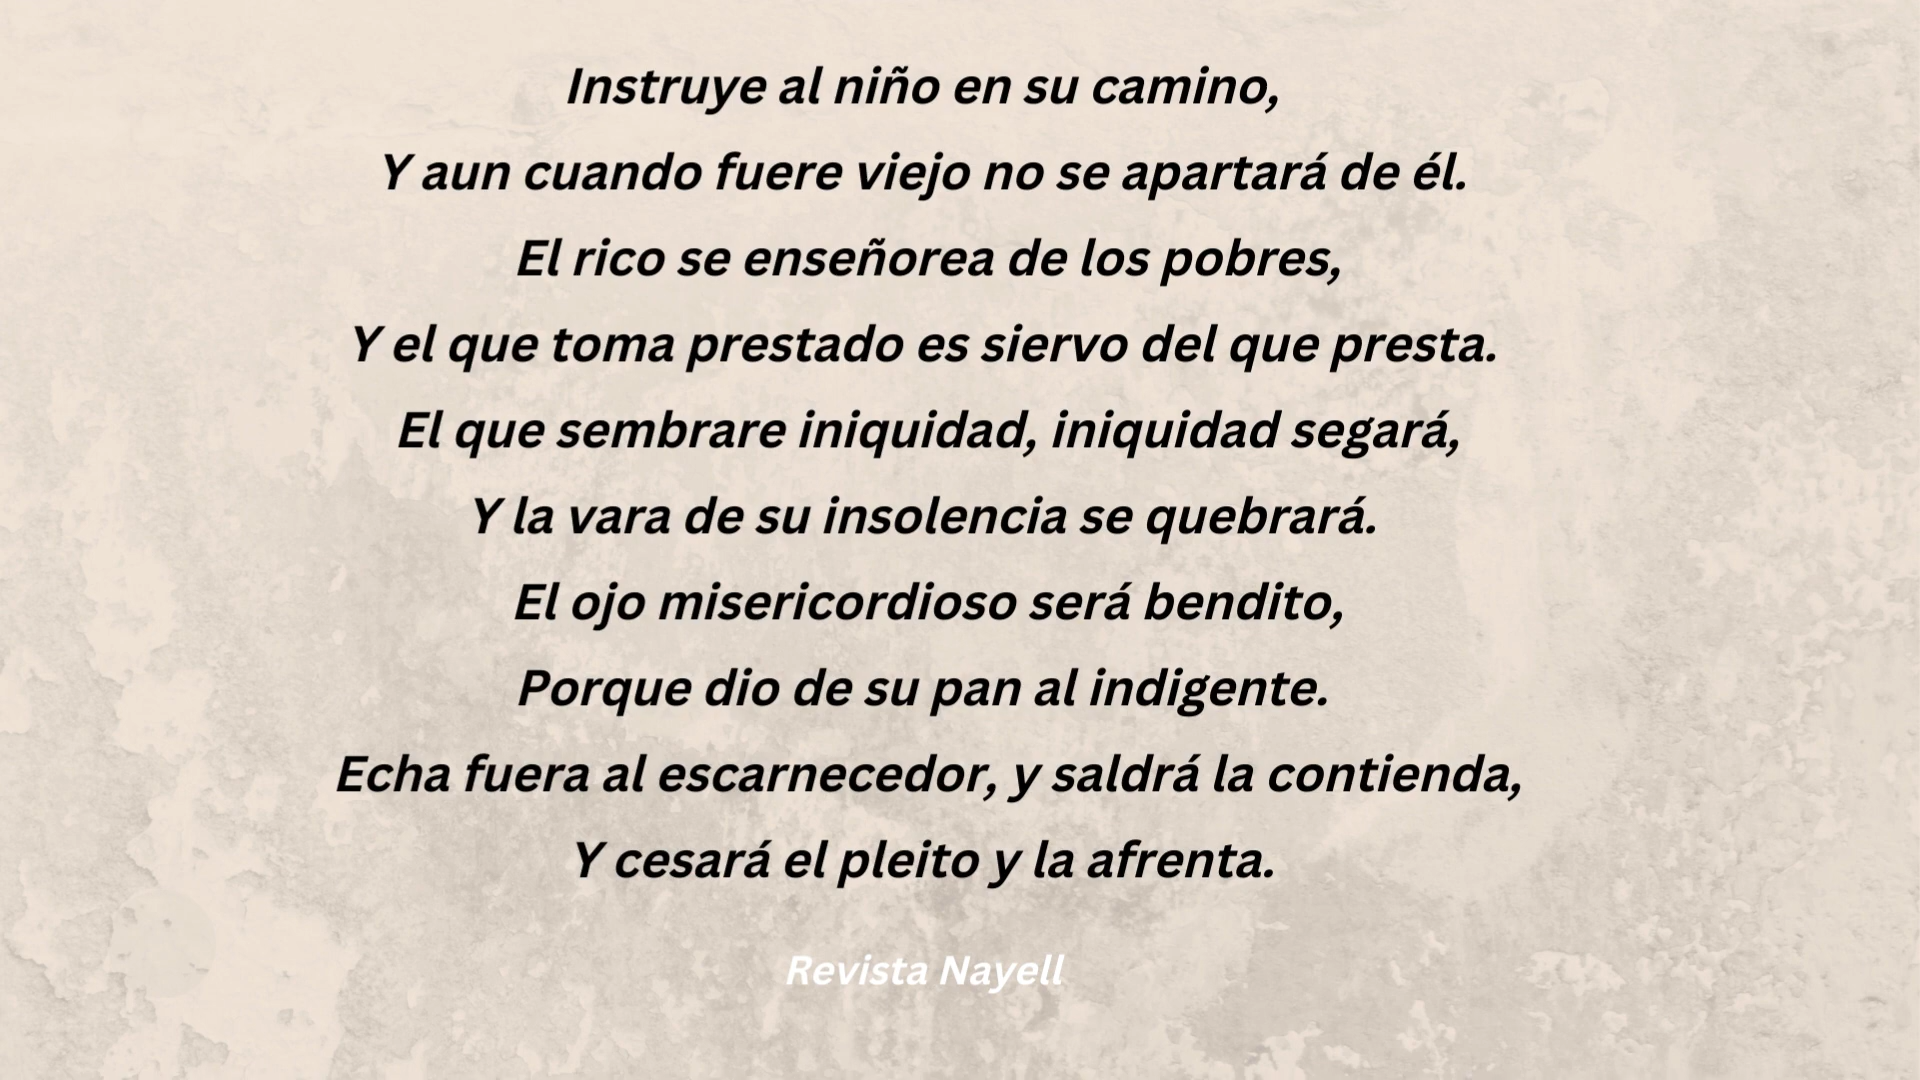 Instruye al niño en su camino,
Y aun cuando fuere viejo no se apartará de él.
El rico se enseñorea de los pobres,
Y el que toma prestado es siervo del que presta.
El que sembrare iniquidad, iniquidad segará,
Y la vara de su insolencia se quebrará.
El ojo misericordioso será bendito,
Porque dio de su pan al indigente.
Echa fuera al escarnecedor, y saldrá la contienda,
Y cesará el pleito y la afrenta.
Revista Nayell